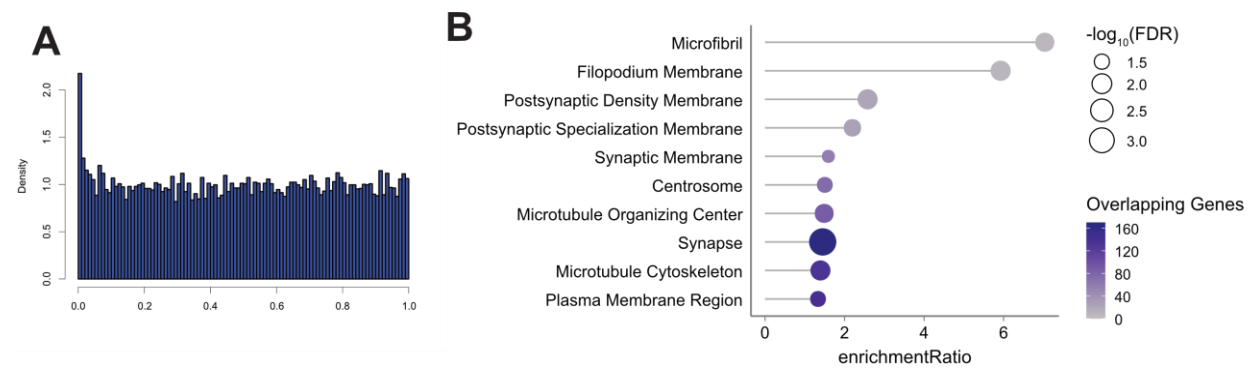 A
Density
2.0
1.5
1.0
0.5
0.0
0.0 0.2 0.4 0.6 0.8 1.0
B
Microfibril
Filopodium Membrane
Postsynaptic Density Membrane
Postsynaptic Specialization Membrane
Synaptic Membrane
Centrosome
Microtubule Organizing Center
Synapse
Microtubule Cytoskeleton
Plasma Membrane Region
0 2 4 6
enrichmentRatio
-log10(FDR)
1.5
2.0
2.5
3.0
Overlapping Genes
160
120
80
40
0